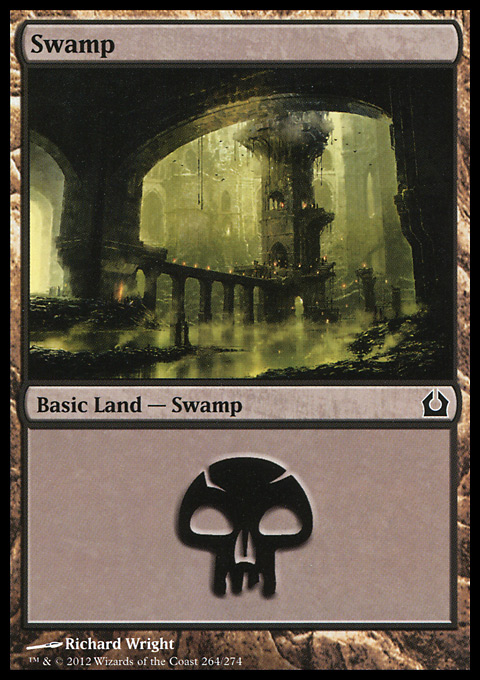 Swamp
Basic Land — Swamp
Richard Wright
™ & © 2012 Wizards of the Coast 264/274